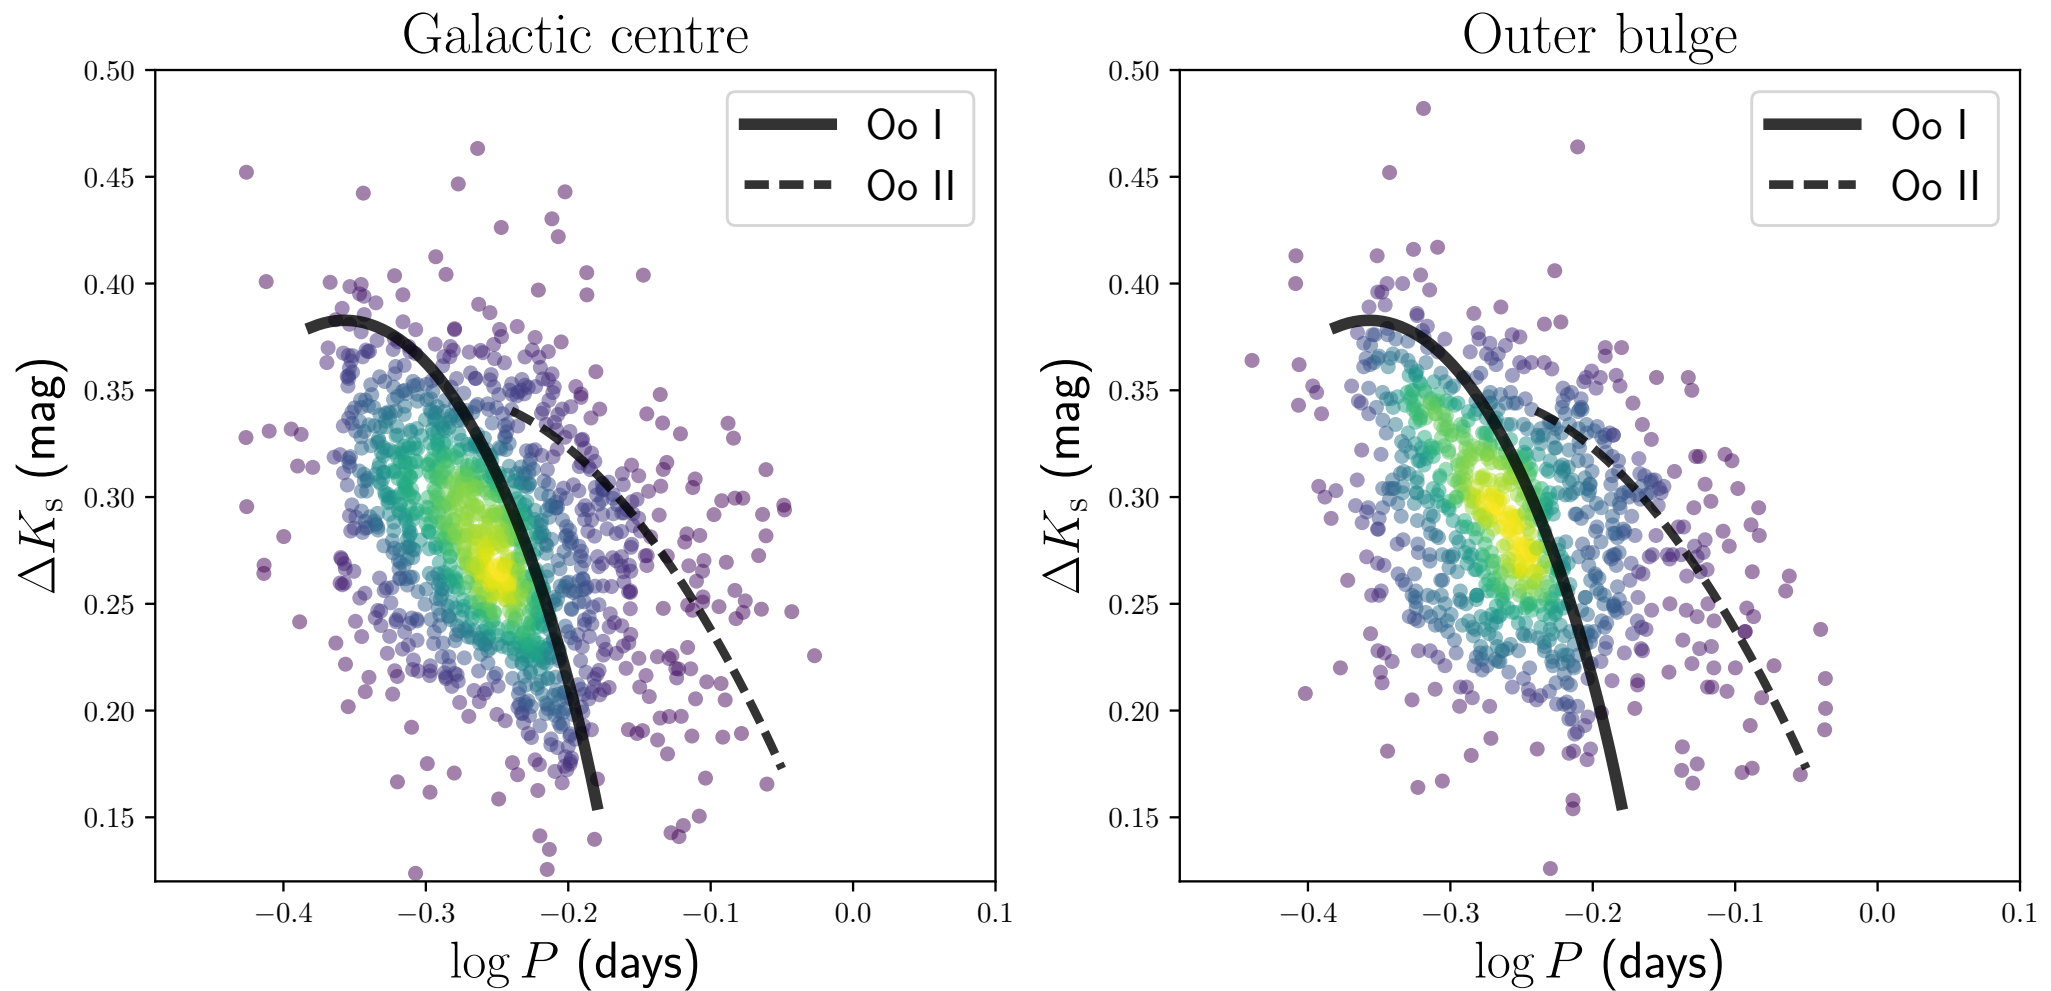 Galactic centre
0.50
0.45
0.40
0.35
0.30
0.25
0.20
0.15
ΔKs (mag)
Oo I
Oo II
−0.4 −0.3 −0.2 −0.1 0.0 0.1
log P (days)
Outer bulge
0.50
0.45
0.40
0.35
0.30
0.25
0.20
0.15
ΔKs (mag)
Oo I
Oo II
−0.4 −0.3 −0.2 −0.1 0.0 0.1
log P (days)